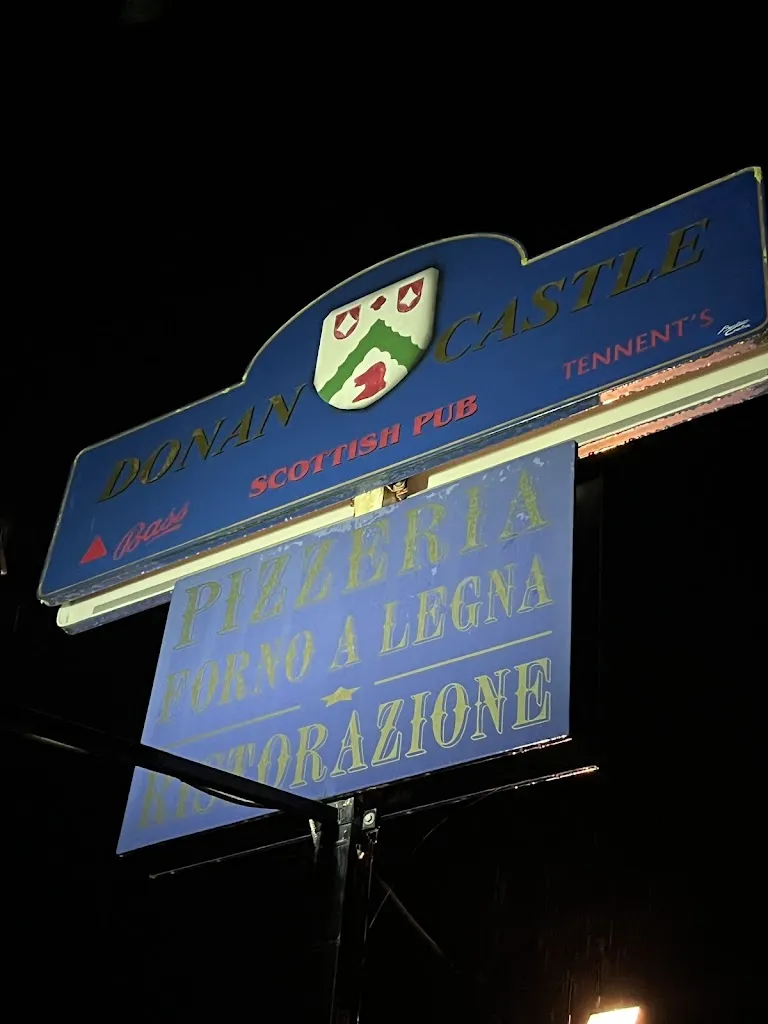 DONAN CASTLE
SCOTTISH PUB
Bass
TENNENT'S
PIZZERIA
FORNO A LEGNA
RISTORAZIONE